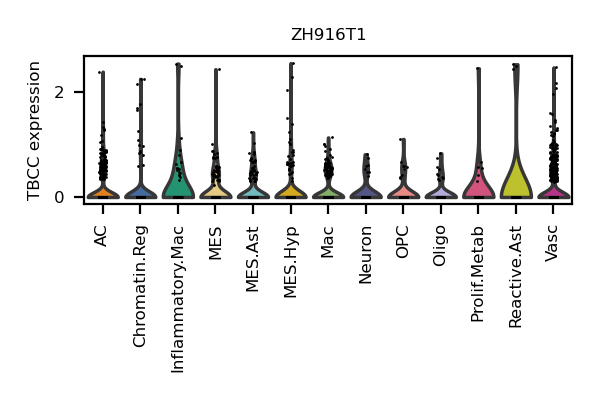 ZH916T1
TBCC expression
2
0
AC
Chromatin.Reg
Inflammatory.Mac
MES
MES.Ast
MES.Hyp
Mac
Neuron
OPC
Oligo
Prolif.Metab
Reactive.Ast
Vasc